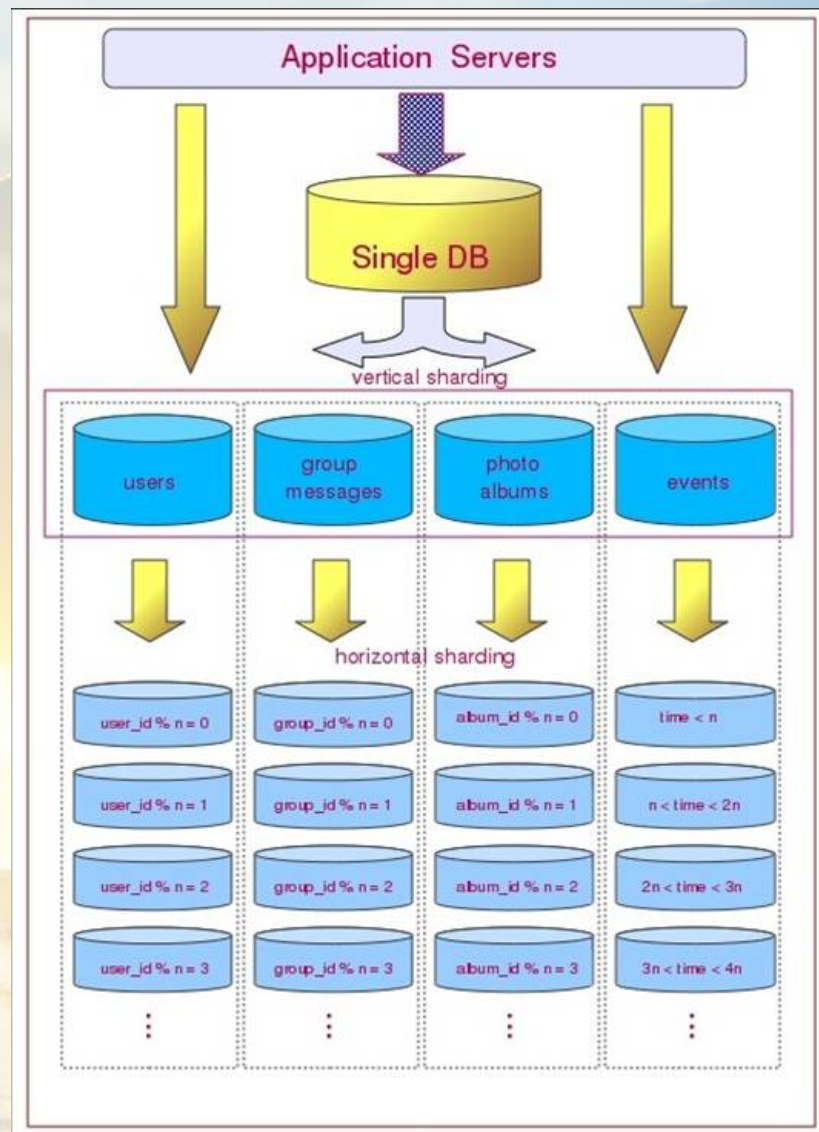 Application Servers
Single DB
vertical sharding
users
group
messages
photo
albums
events
horizontal sharding
user_id % n = 0
group_id % n = 0
album_id % n = 0
time < n
user_id % n = 1
group_id % n = 1
album_id % n = 1
n < time < 2n
user_id % n = 2
group_id % n = 2
album_id % n = 2
2n < time < 3n
user_id % n = 3
group_id % n = 3
album_id % n = 3
3n < time < 4n